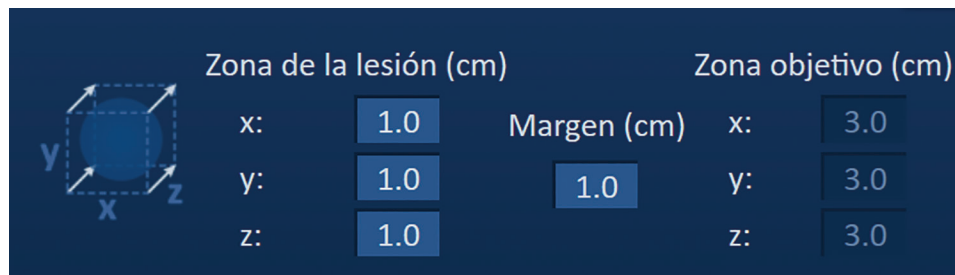 Zona de la lesión (cm)
Zona objetivo (cm)
x: 1.0
Margen (cm)
x: 3.0
y
y: 1.0
1.0
y: 3.0
z
x
z: 1.0
z: 3.0